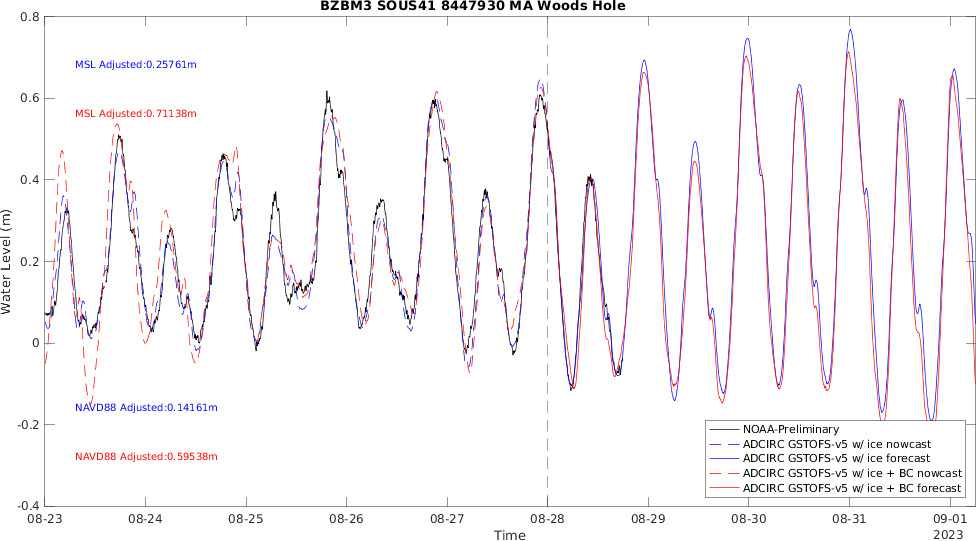 BZBM3 SOUS41 8447930 MA Woods Hole
0.8
MSL Adjusted:0.25761m
0.6
MSL Adjusted:0.71138m
0.4
Water Level (m)
0.2
0
NAVD88 Adjusted:0.14161m
-0.2
NOAA-Preliminary
ADCIRC GSTOFS-v5 w/ ice nowcast
ADCIRC GSTOFS-v5 w/ ice forecast
NAVD88 Adjusted:0.59538m
ADCIRC GSTOFS-v5 w/ ice + BC nowcast
ADCIRC GSTOFS-v5 w/ ice + BC forecast
-0.4
08-23 08-24 08-25 08-26 08-27 08-28 08-29 08-30 08-31 09-01
Time
2023